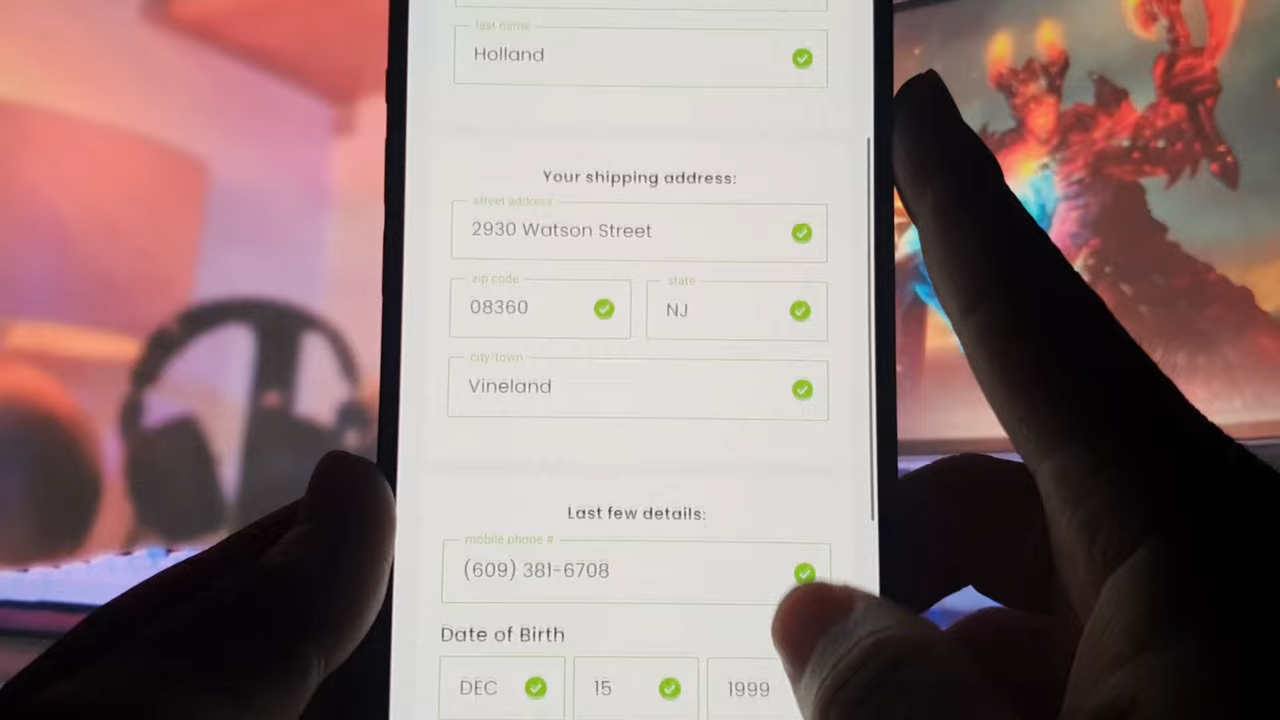 last name
Holland
Your shipping address:
street address
2930 Watson Street
zip code state
08360 NJ
city/town
Vineland
Last few details:
mobile phone #
(609) 381-6708
Date of Birth
DEC 15 1999